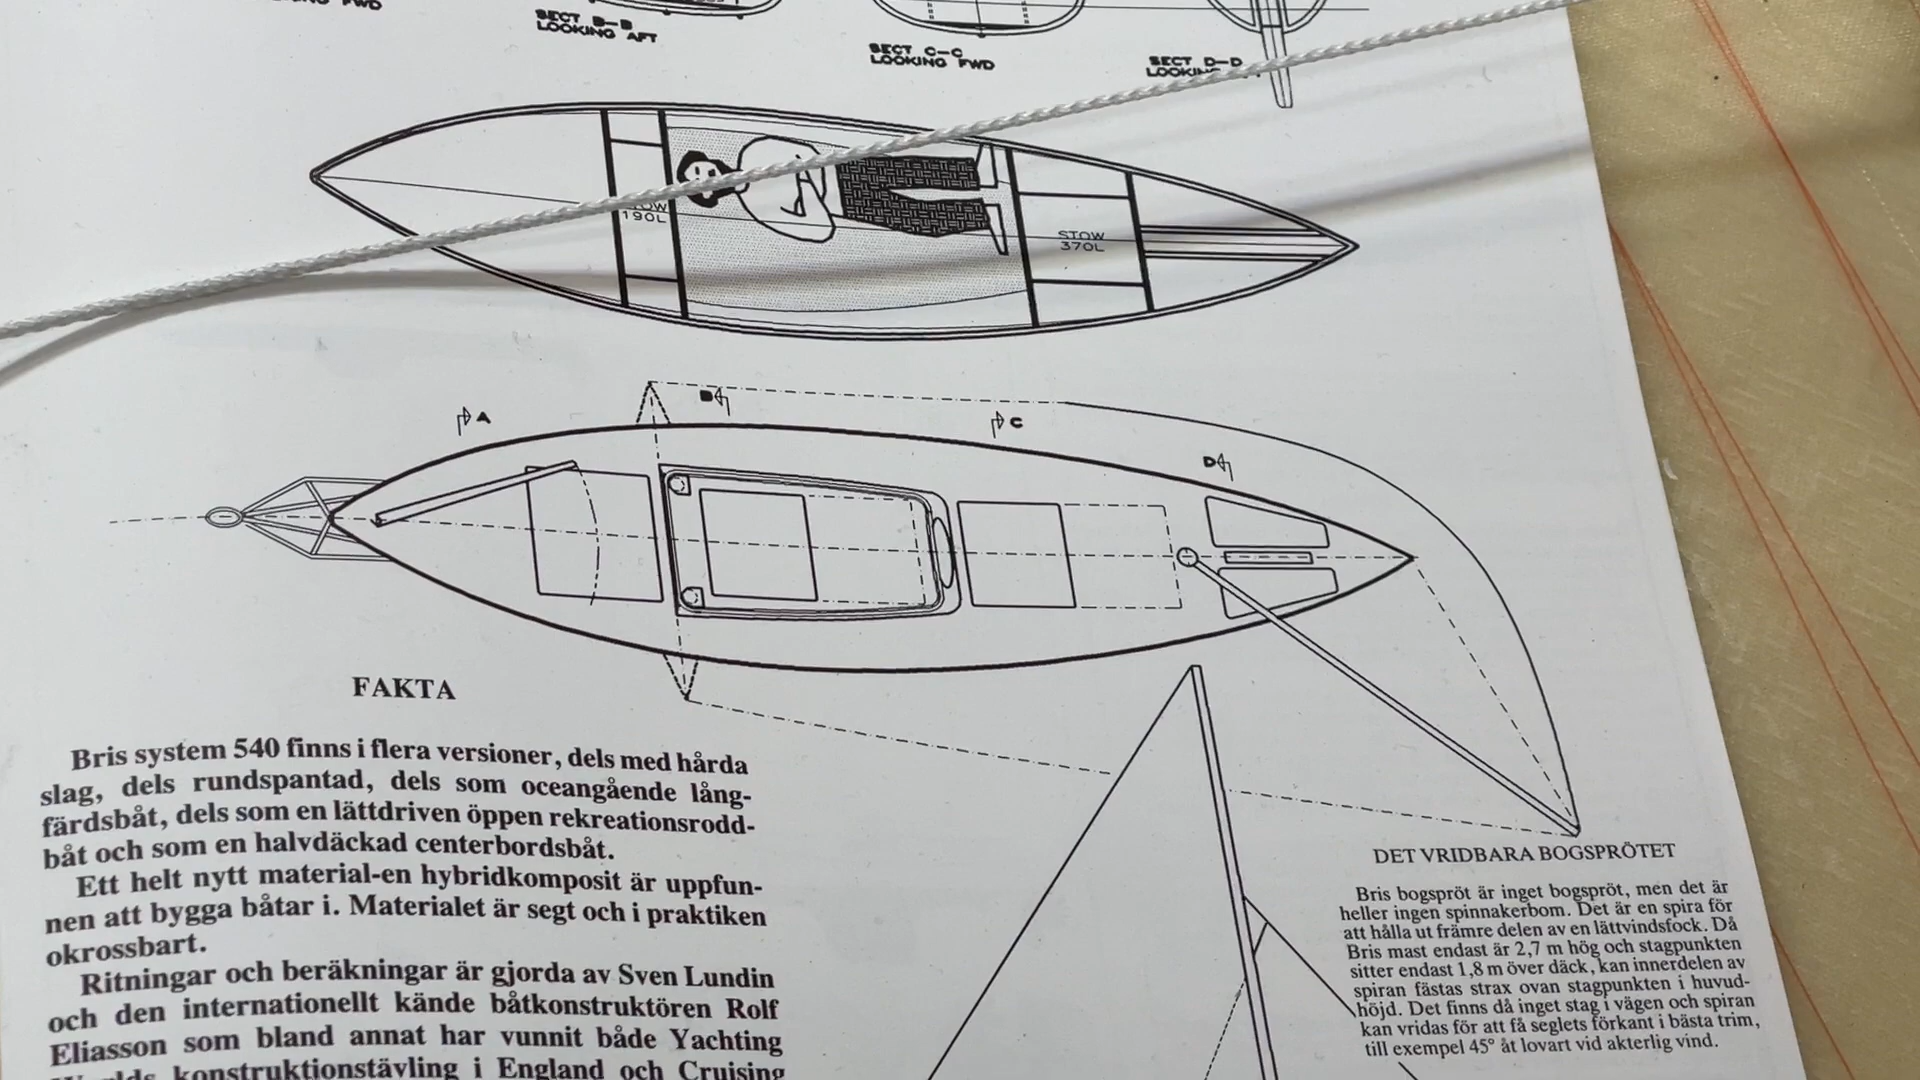 FWD
SECT B-B
LOOKING AFT
SECT C-C
LOOKING FWD
SECT D-D
190L
STOW
370L
A
B
C
D
FAKTA
Bris system 540 finns i flera versioner, dels med hårda
slag, dels rundspantad, dels som oceangående lång-
färdsbåt, dels som en lättdriven öppen rekreationsrodd-
båt och som en halvdäckad centerbordsbåt.
Ett helt nytt material-en hybridkomposit är uppfun-
nen att bygga båtar i. Materialet är segt och i praktiken
okrossbart.
Ritningar och beräkningar är gjorda av Sven Lundin
och den internationellt kände båtkonstruktören Rolf
Eliasson som bland annat har vunnit både Yachting
konstruktionstävling i England och Cruising
DET VRIDBARA BOGSPRÖTET
Bris bogspröt är inget bogspröt, men det är
heller ingen spinnakerbom. Det är en spira för
att hålla ut främre delen av en lättvindsfock. Då
Bris mast endast är 2,7 m hög och stagpunkten
sitter endast 1,8 m över däck, kan innerdelen av
spiran fästas strax ovan stagpunkten i huvud-
höjd. Det finns då inget stag i vägen och spiran
kan vridas för att få seglets förkant i bästa trim,
till exempel 45° åt lovart vid akterlig vind.